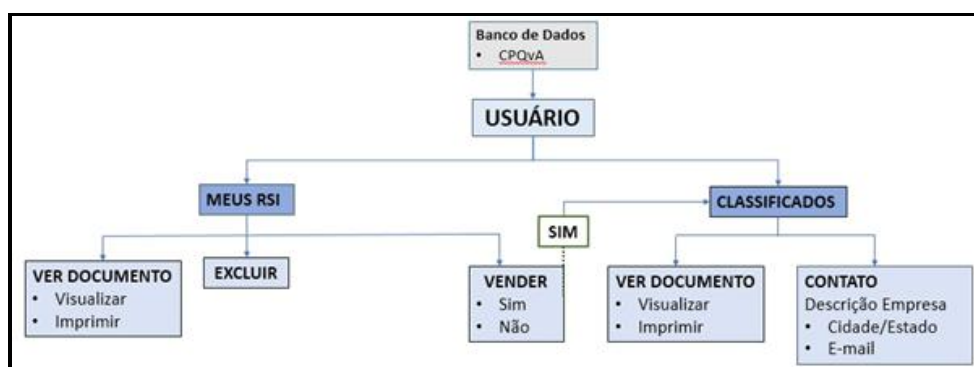 Banco de Dados
• CPQvA
USUÁRIO
MEUS RSI
CLASSIFICADOS
SIM
VER DOCUMENTO
• Visualizar
• Imprimir
EXCLUIR
VENDER
• Sim
• Não
VER DOCUMENTO
• Visualizar
• Imprimir
CONTATO
Descrição Empresa
• Cidade/Estado
• E-mail